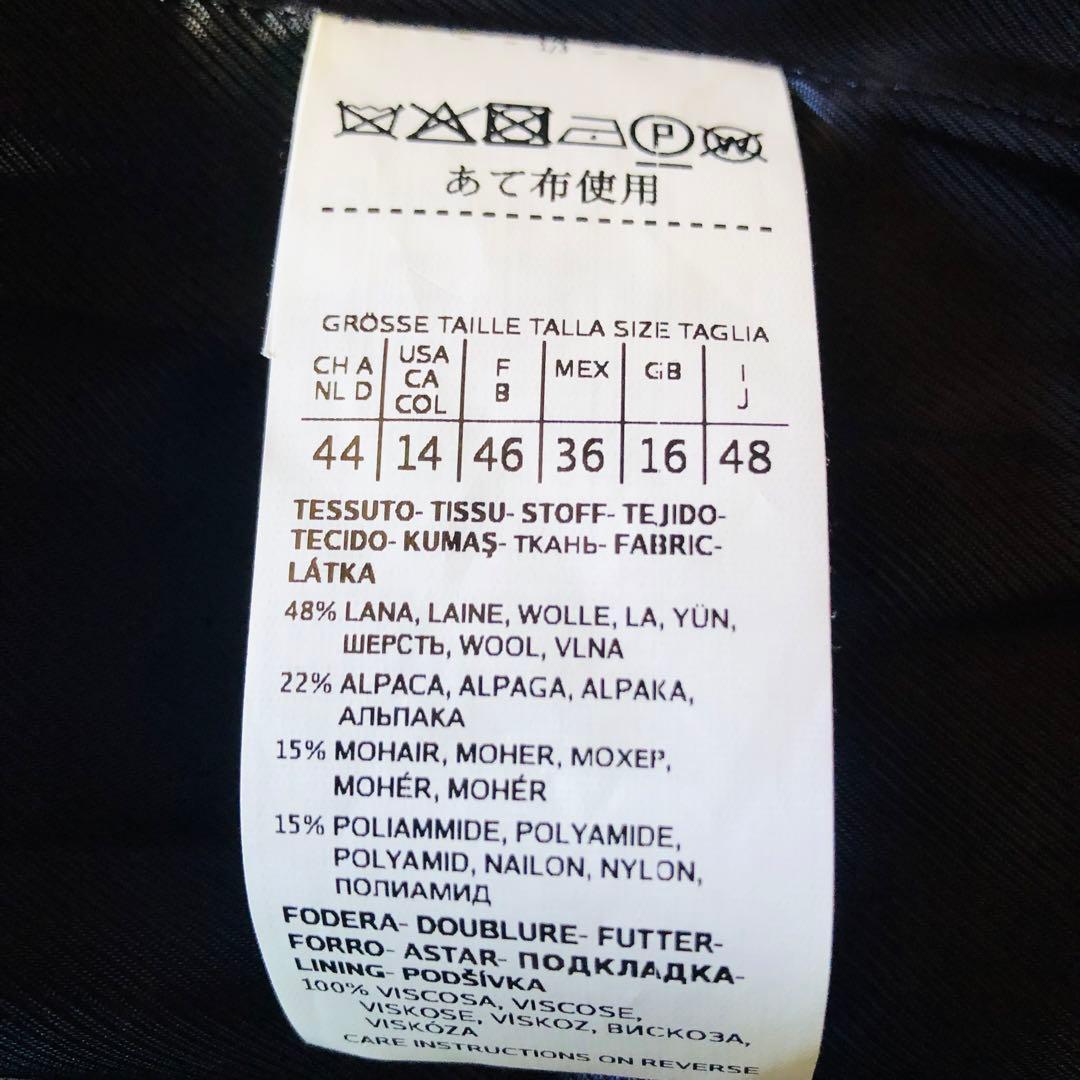 P W
あて布使用
GRÖSSE TAILLE TALLA SIZE TAGLIA
CH A NL D | USA CA COL | F B | MEX | GB | I J
44 | 14 | 46 | 36 | 16 | 48
TESSUTO- TISSU- STOFF- TEJIDO-
TECIDO- KUMAŞ- ТКАНЬ- FABRIC-
LÁTKA
48% LANA, LAINE, WOLLE, LA, YÜN,
ШЕРСТЬ, WOOL, VLNA
22% ALPACA, ALPAGA, ALPAKA,
АЛЬПАКА
15% MOHAIR, MOHER, МОХЕР,
MOHÉR, MOHÉR
15% POLIAMMIDE, POLYAMIDE,
POLYAMID, NAILON, NYLON,
ПОЛИАМИД
FODERA- DOUBLURE- FUTTER-
FORRO- ASTAR- ПОДКЛАДКА-
LINING- PODŠÍVKA
100% VISCOSA, VISCOSE,
VISKOSE, VISKOZ, ВИСКОЗА,
VISKÓZA
CARE INSTRUCTIONS ON REVERSE